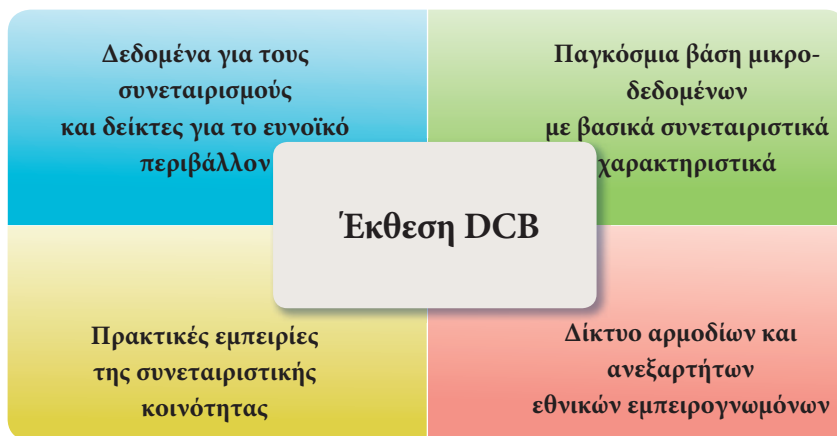 Δεδομένα για τους
συνεταιρισμούς
και δείκτες για το ευνοϊκό
περιβάλλον
Παγκόσμια βάση μικρο-
δεδομένων
με βασικά συνεταιριστικά
χαρακτηριστικά
Έκθεση DCB
Πρακτικές εμπειρίες
της συνεταιριστικής
κοινότητας
Δίκτυο αρμοδίων και
ανεξαρτήτων
εθνικών εμπειρογνωμόνων